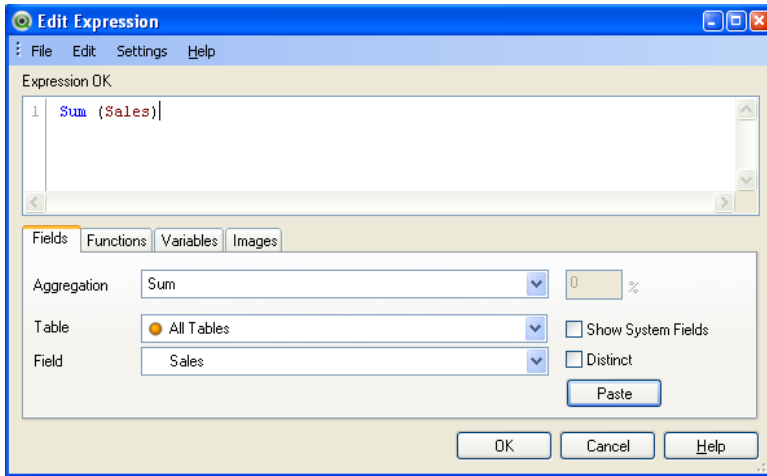 Edit Expression
File Edit Settings Help
Expression OK
1 Sum (Sales)
Fields Functions Variables Images
Aggregation Sum 0 %
Table All Tables Show System Fields
Field Sales Distinct
Paste
OK Cancel Help